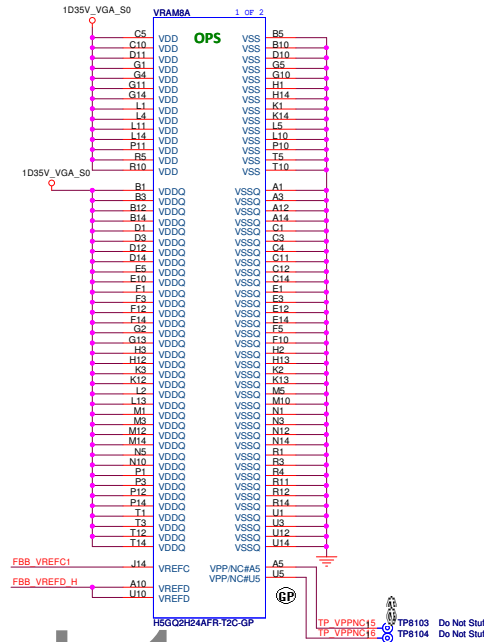 1D35V_VGA_S0
VRAM8A 1 OF 2
OPS
C5 VDD VSS B5
C10 VDD VSS B10
D11 VDD VSS D10
G1 VDD VSS G5
G4 VDD VSS G10
G11 VDD VSS H1
G14 VDD VSS H14
L1 VDD VSS K1
L4 VDD VSS K14
L11 VDD VSS L5
L14 VDD VSS L10
P11 VDD VSS P10
R5 VDD VSS T5
R10 VDD VSS T10
1D35V_VGA_S0
B1 VDDQ VSSQ A1
B3 VDDQ VSSQ A3
B12 VDDQ VSSQ A12
B14 VDDQ VSSQ A14
D1 VDDQ VSSQ C1
D3 VDDQ VSSQ C3
D12 VDDQ VSSQ C4
D14 VDDQ VSSQ C11
E5 VDDQ VSSQ C12
E10 VDDQ VSSQ C14
F1 VDDQ VSSQ E1
F3 VDDQ VSSQ E3
F12 VDDQ VSSQ E12
F14 VDDQ VSSQ E14
G2 VDDQ VSSQ F5
G13 VDDQ VSSQ F10
H3 VDDQ VSSQ H2
H12 VDDQ VSSQ H13
K3 VDDQ VSSQ K2
K12 VDDQ VSSQ K13
L2 VDDQ VSSQ M5
L13 VDDQ VSSQ M10
M1 VDDQ VSSQ N1
M3 VDDQ VSSQ N3
M12 VDDQ VSSQ N12
M14 VDDQ VSSQ N14
N5 VDDQ VSSQ R1
N10 VDDQ VSSQ R3
P1 VDDQ VSSQ R4
P3 VDDQ VSSQ R11
P12 VDDQ VSSQ R12
P14 VDDQ VSSQ R14
T1 VDDQ VSSQ U1
T3 VDDQ VSSQ U3
T12 VDDQ VSSQ U12
T14 VDDQ VSSQ U14
FBB_VREFC1 J14 VREFC VPP/NC#A5 A5
VPP/NC#U5 U5
FBB_VREFD_H A10 VREFD
U10 VREFD
GP
H5GQ2H24AFR-T2C-GP
TP_VPPNC15 TP8103 Do Not Stuf
TP_VPPNC16 TP8104 Do Not Stuf